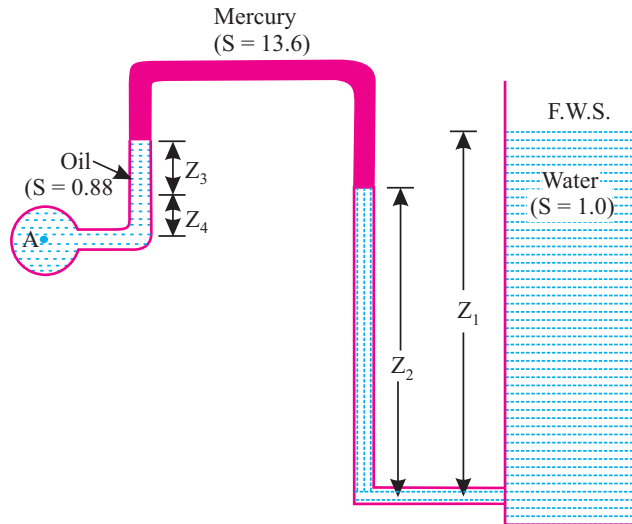 Mercury
(S = 13.6)
F.W.S.
Oil
(S = 0.88
Z3
Water
(S = 1.0)
Z4
A
Z1
Z2